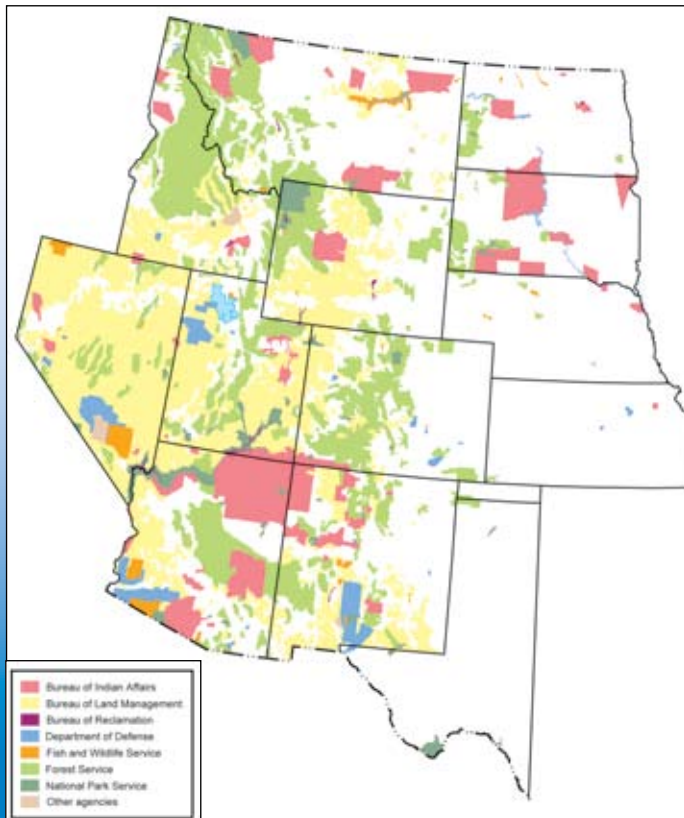 Bureau of Indian Affairs
Bureau of Land Management
Bureau of Reclamation
Department of Defense
Fish and Wildlife Service
Forest Service
National Park Service
Other agencies